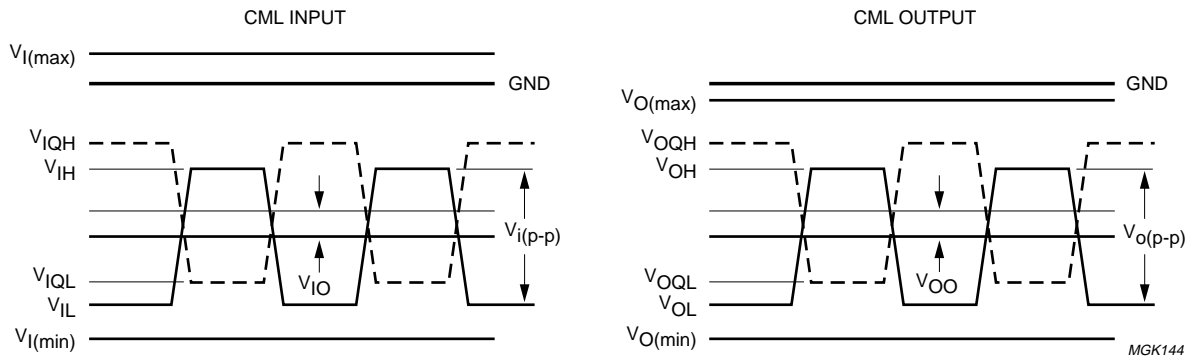 CML INPUT
V_I(max)
GND
V_IQH
V_IH
V_i(p-p)
V_IO
V_IQL
V_IL
V_I(min)
CML OUTPUT
GND
V_O(max)
V_OQH
V_OH
V_o(p-p)
V_OO
V_OQL
V_OL
V_O(min)
MGK144